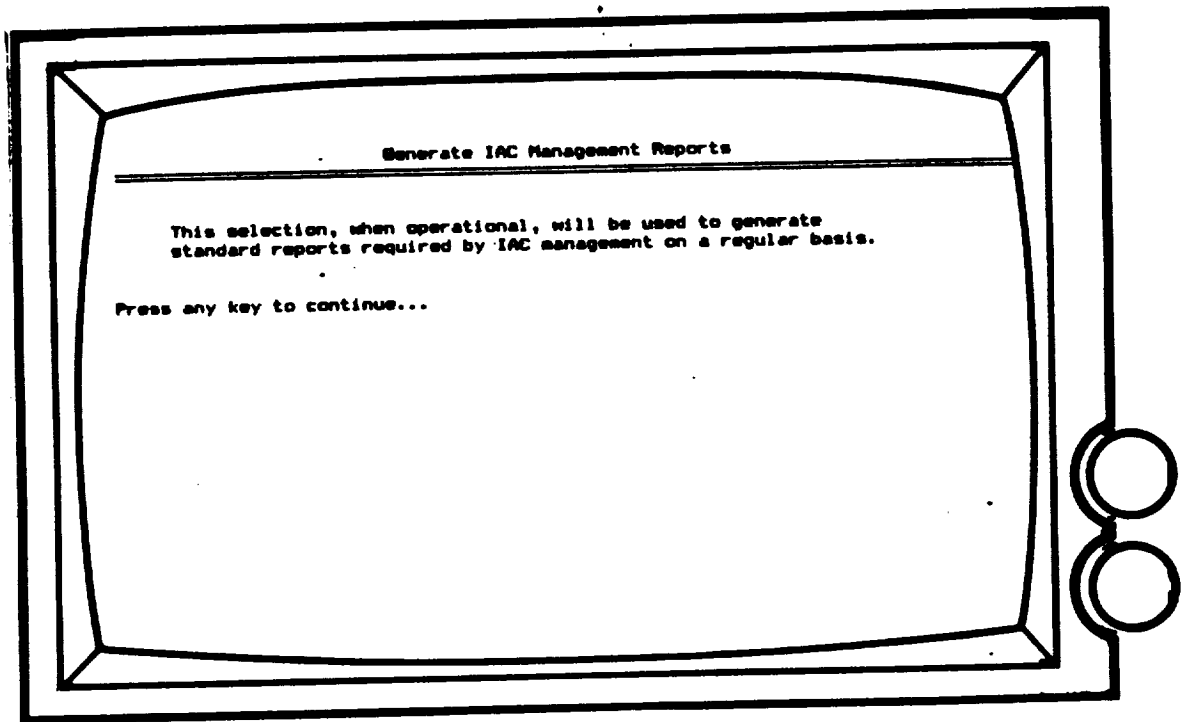 Generate IAC Management Reports
This selection, when operational, will be used to generate
standard reports required by IAC management on a regular basis.
Press any key to continue...